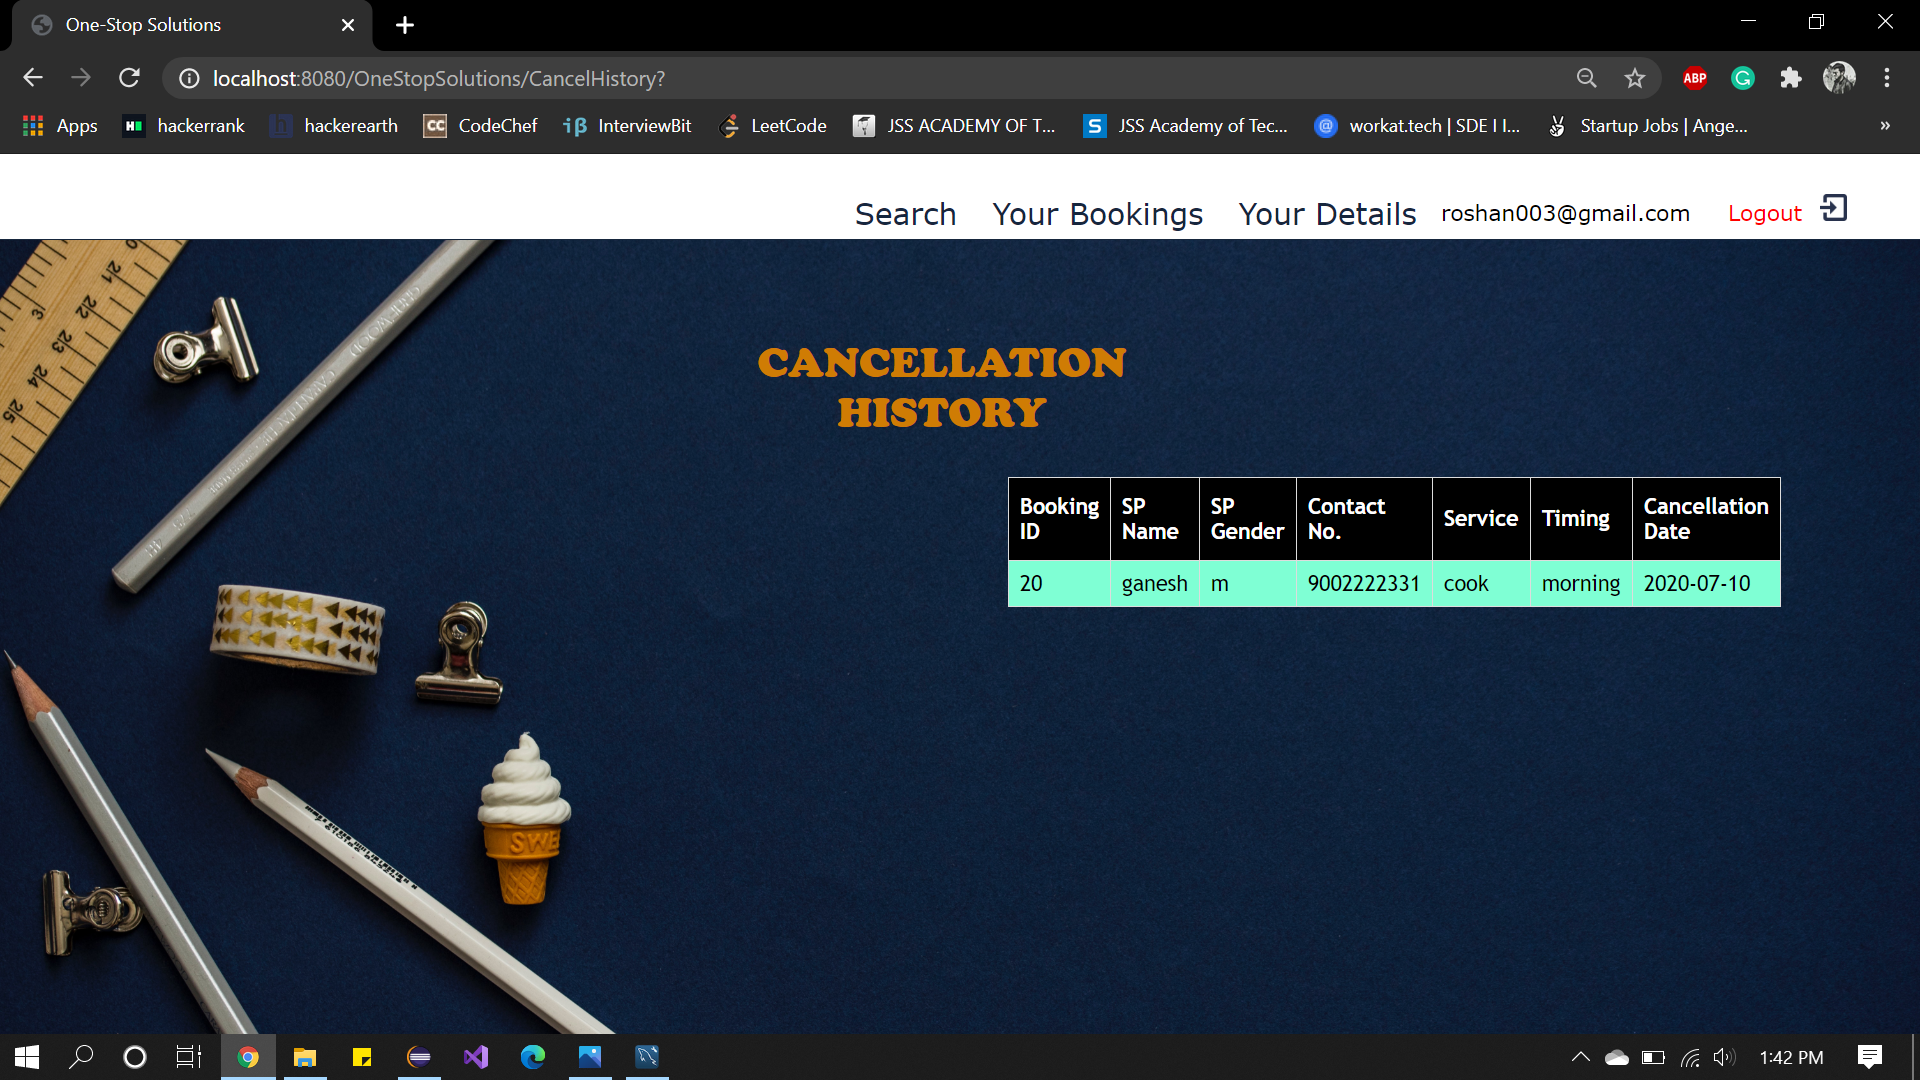 One-Stop Solutions
localhost:8080/OneStopSolutions/CancelHistory?
ABP
Apps
hackerrank
hackerearth
CodeChef
InterviewBit
LeetCode
JSS ACADEMY OF T...
JSS Academy of Tec...
workat.tech | SDE I I...
Startup Jobs | Ange...
»
Search
Your Bookings
Your Details
roshan003@gmail.com
Logout
CANCELLATION
HISTORY
Booking ID
SP Name
SP Gender
Contact No.
Service
Timing
Cancellation Date
20
ganesh
m
9002222331
cook
morning
2020-07-10
SWE
1:42 PM